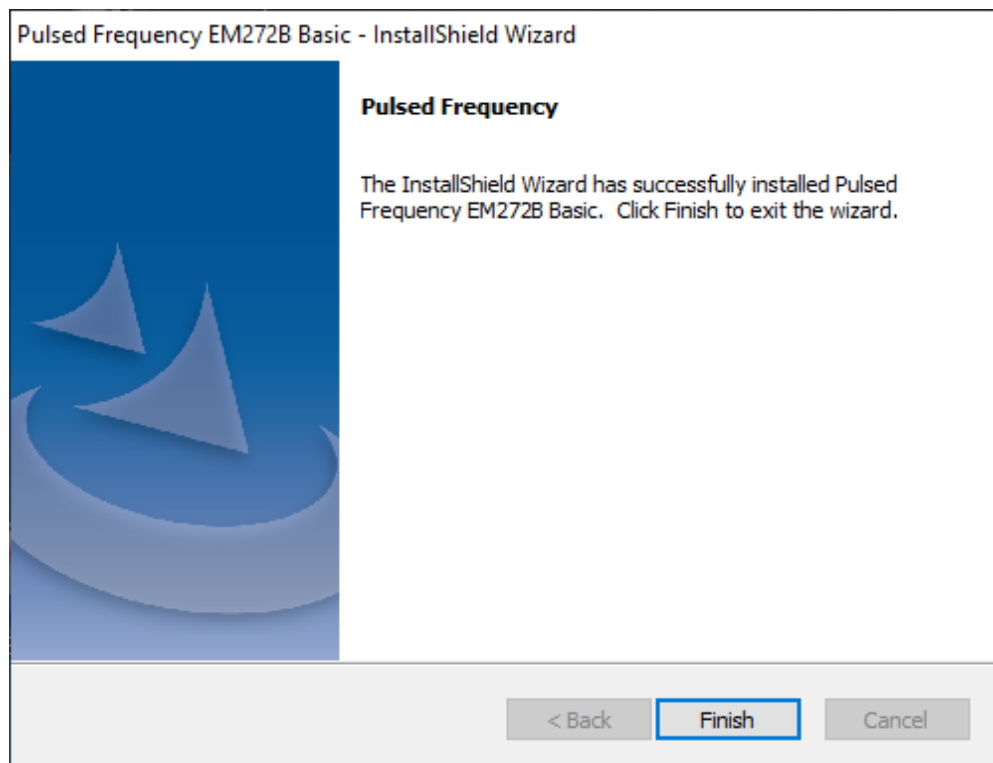 Pulsed Frequency EM272B Basic - InstallShield Wizard
Pulsed Frequency
The InstallShield Wizard has successfully installed Pulsed
Frequency EM272B Basic.  Click Finish to exit the wizard.
< Back
Finish
Cancel